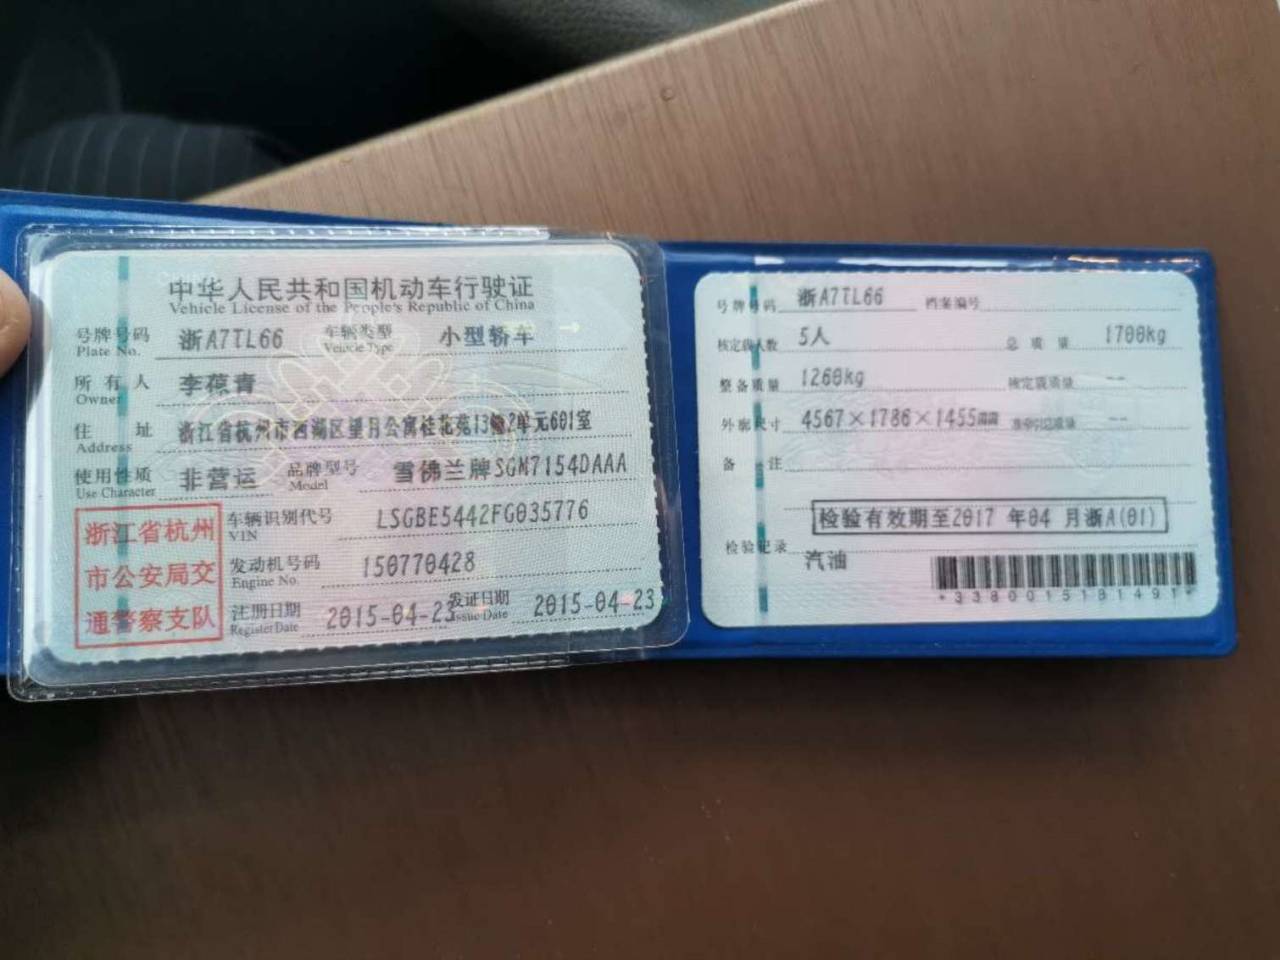 中华人民共和国机动车行驶证
Vehicle License of the People's Republic of China
号牌号码 浙A7TL66 车辆类型 小型轿车
Plate No. Vehicle Type
所有人 李葆青
Owner
住址 浙江省杭州市西湖区望月公寓桂花苑13幢2单元601室
Address
使用性质 非营运 品牌型号 雪佛兰牌SGM7154DAAA
Use Character Model
浙江省杭州
市公安局交
通警察支队
车辆识别代号 LSGBE5442FG035776
VIN
发动机号码 150770428
Engine No.
注册日期 2015-04-23 发证日期 2015-04-23
Register Date Issue Date
号牌号码 浙A7TL66 档案编号
核定载人数 5人 总质量 1700kg
整备质量 1260kg 核定载质量 --
外廓尺寸 4567×1786×1455 准牵引总质量 --
备注
检验有效期至2017年04月浙A(01)
检验记录
汽油
*3380015181491*